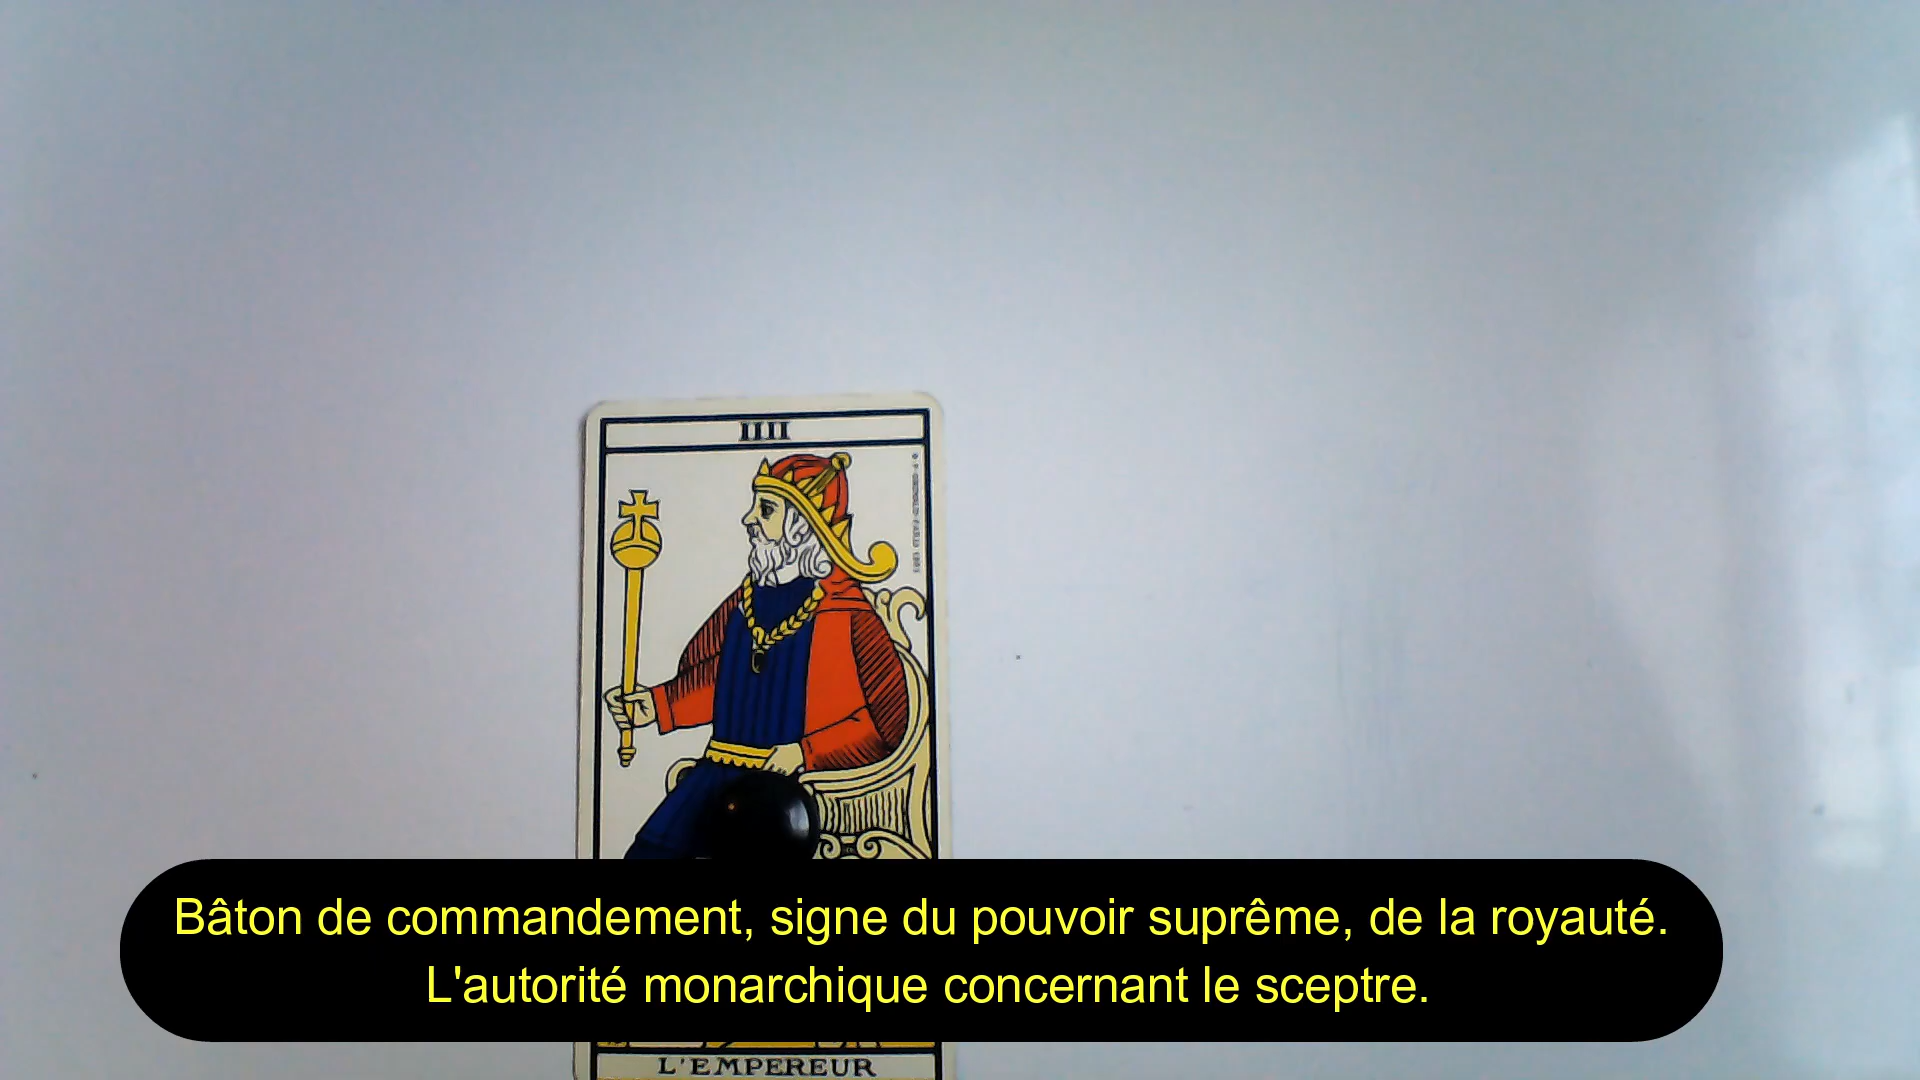 IIII
Bâton de commandement, signe du pouvoir suprême, de la royauté.
L'autorité monarchique concernant le sceptre.
L'EMPEREUR